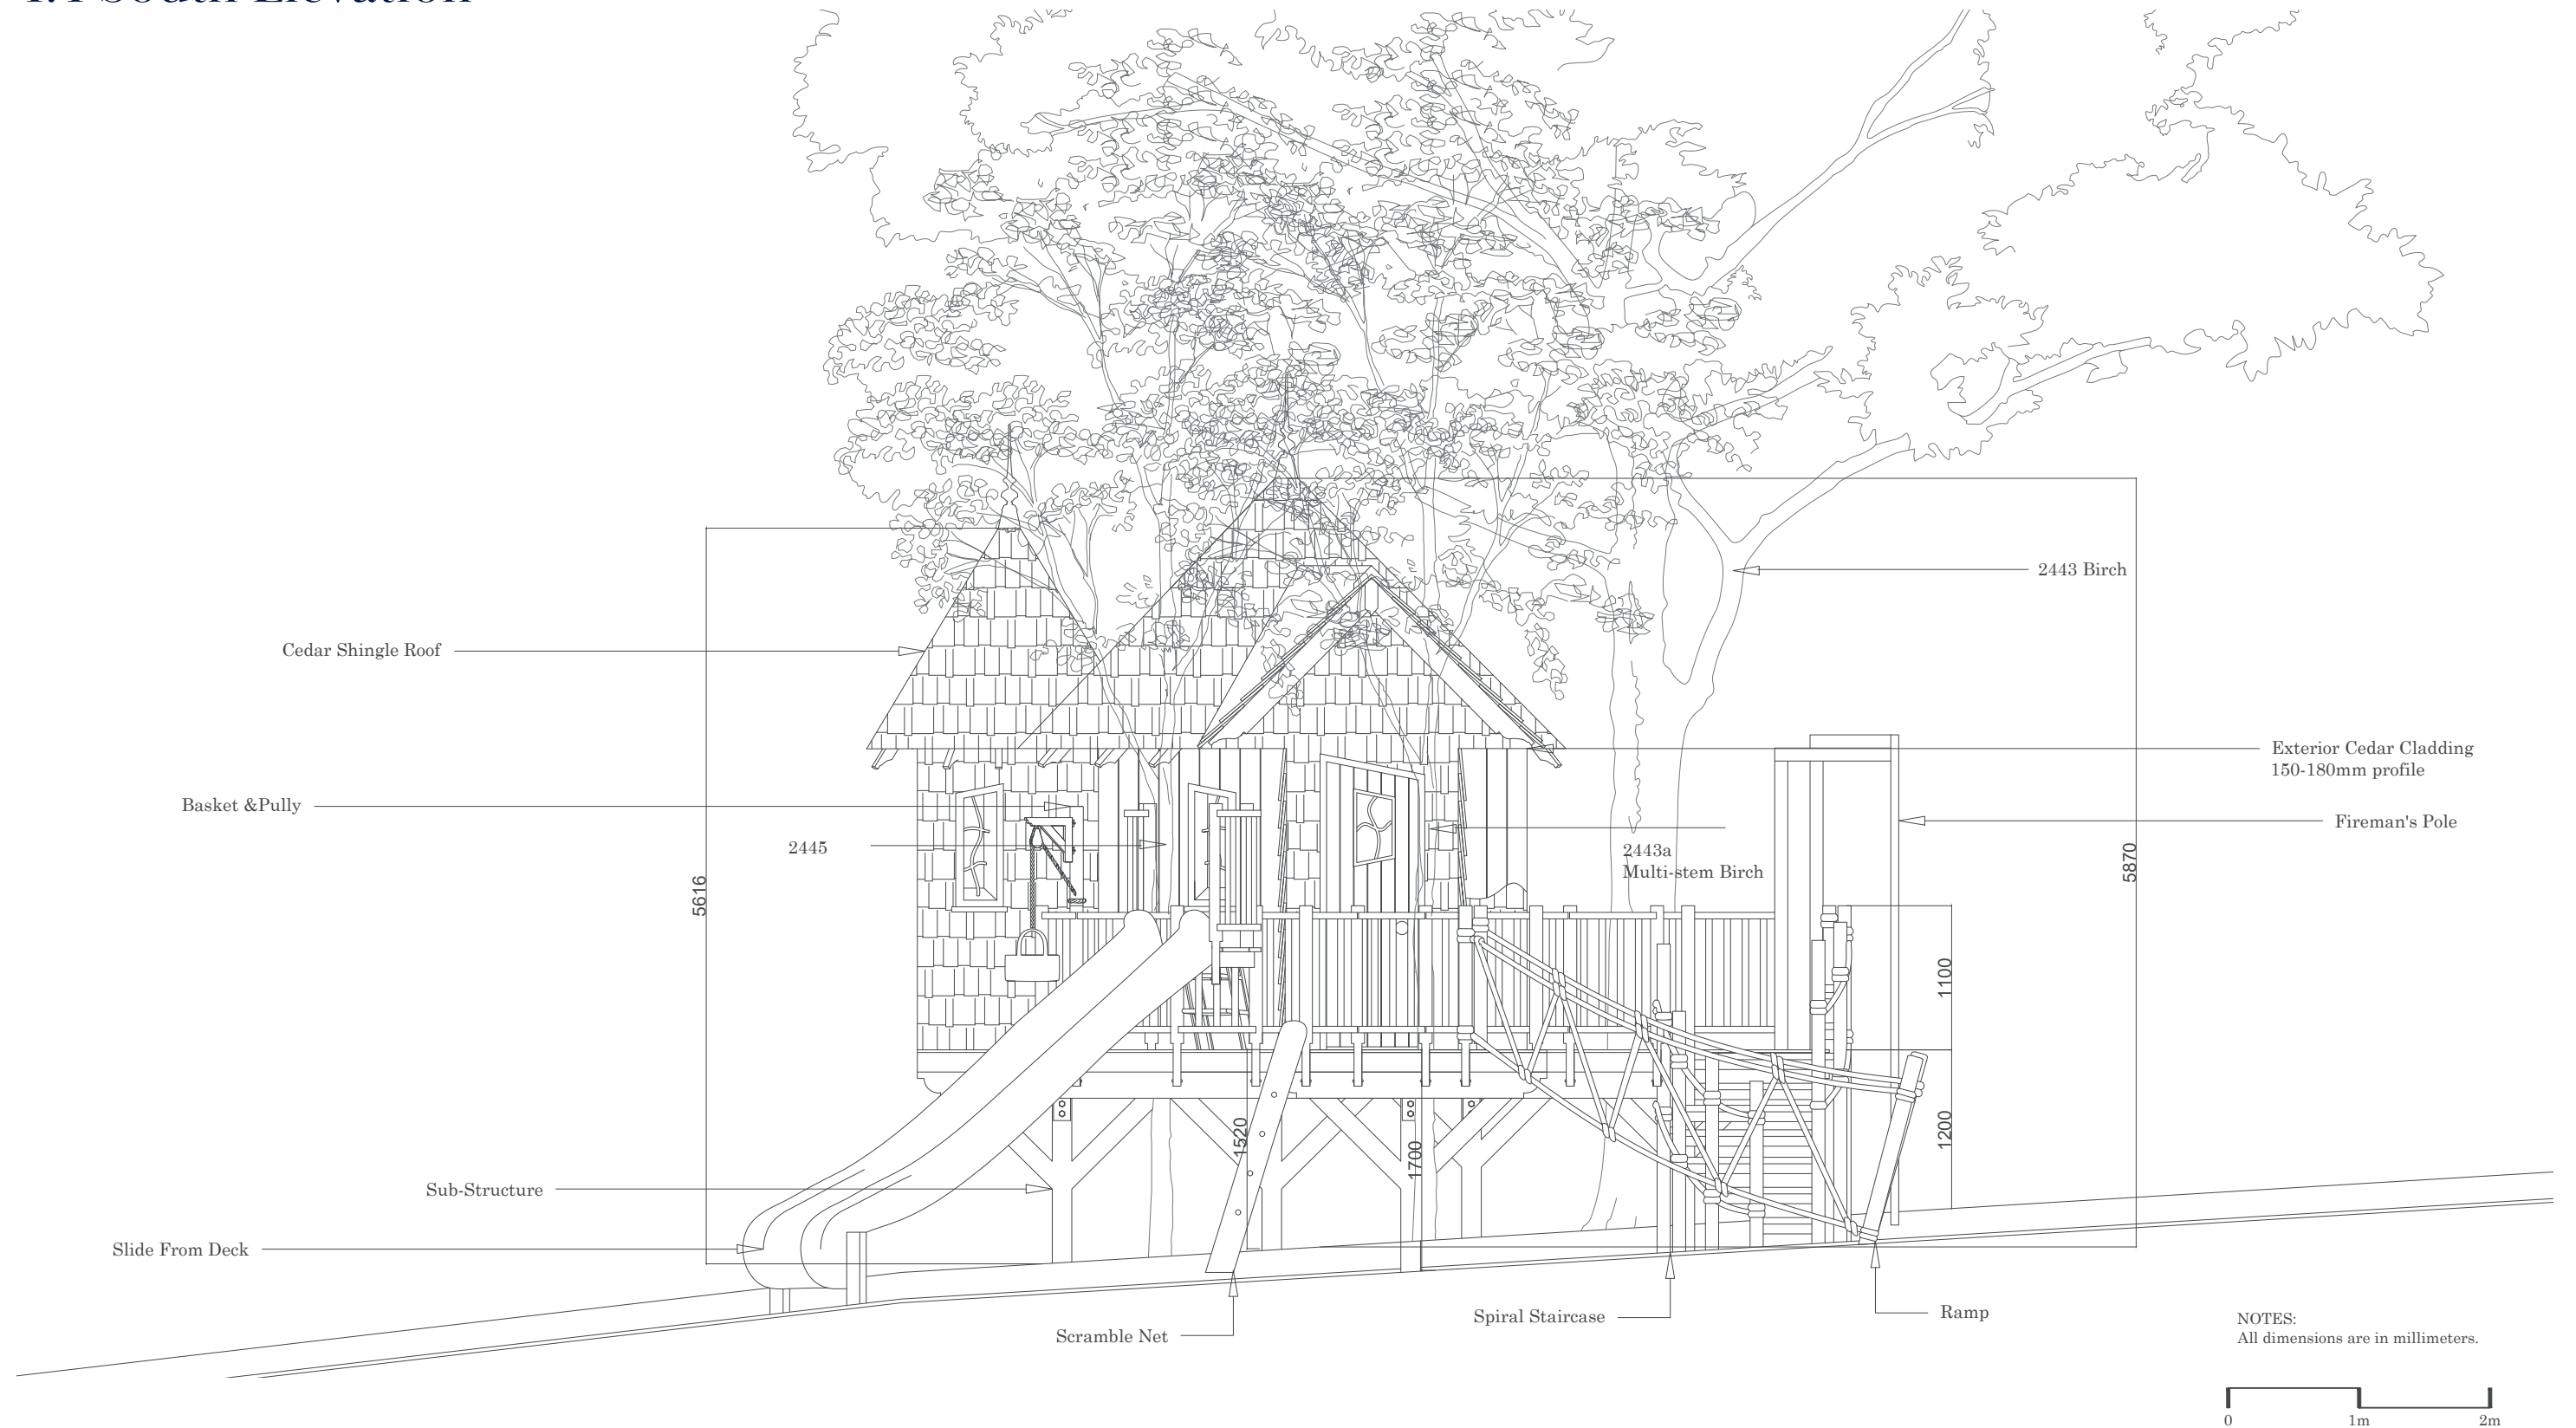 South Elevation
2443 Birch
Cedar Shingle Roof
Exterior Cedar Cladding
150-180mm profile
Basket &Pully
Fireman's Pole
2445
2443a
Multi-stem Birch
5616
5870
1100
1520
1700
1200
Sub-Structure
Slide From Deck
Scramble Net
Spiral Staircase
Ramp
NOTES:
All dimensions are in millimeters.
0 1m 2m